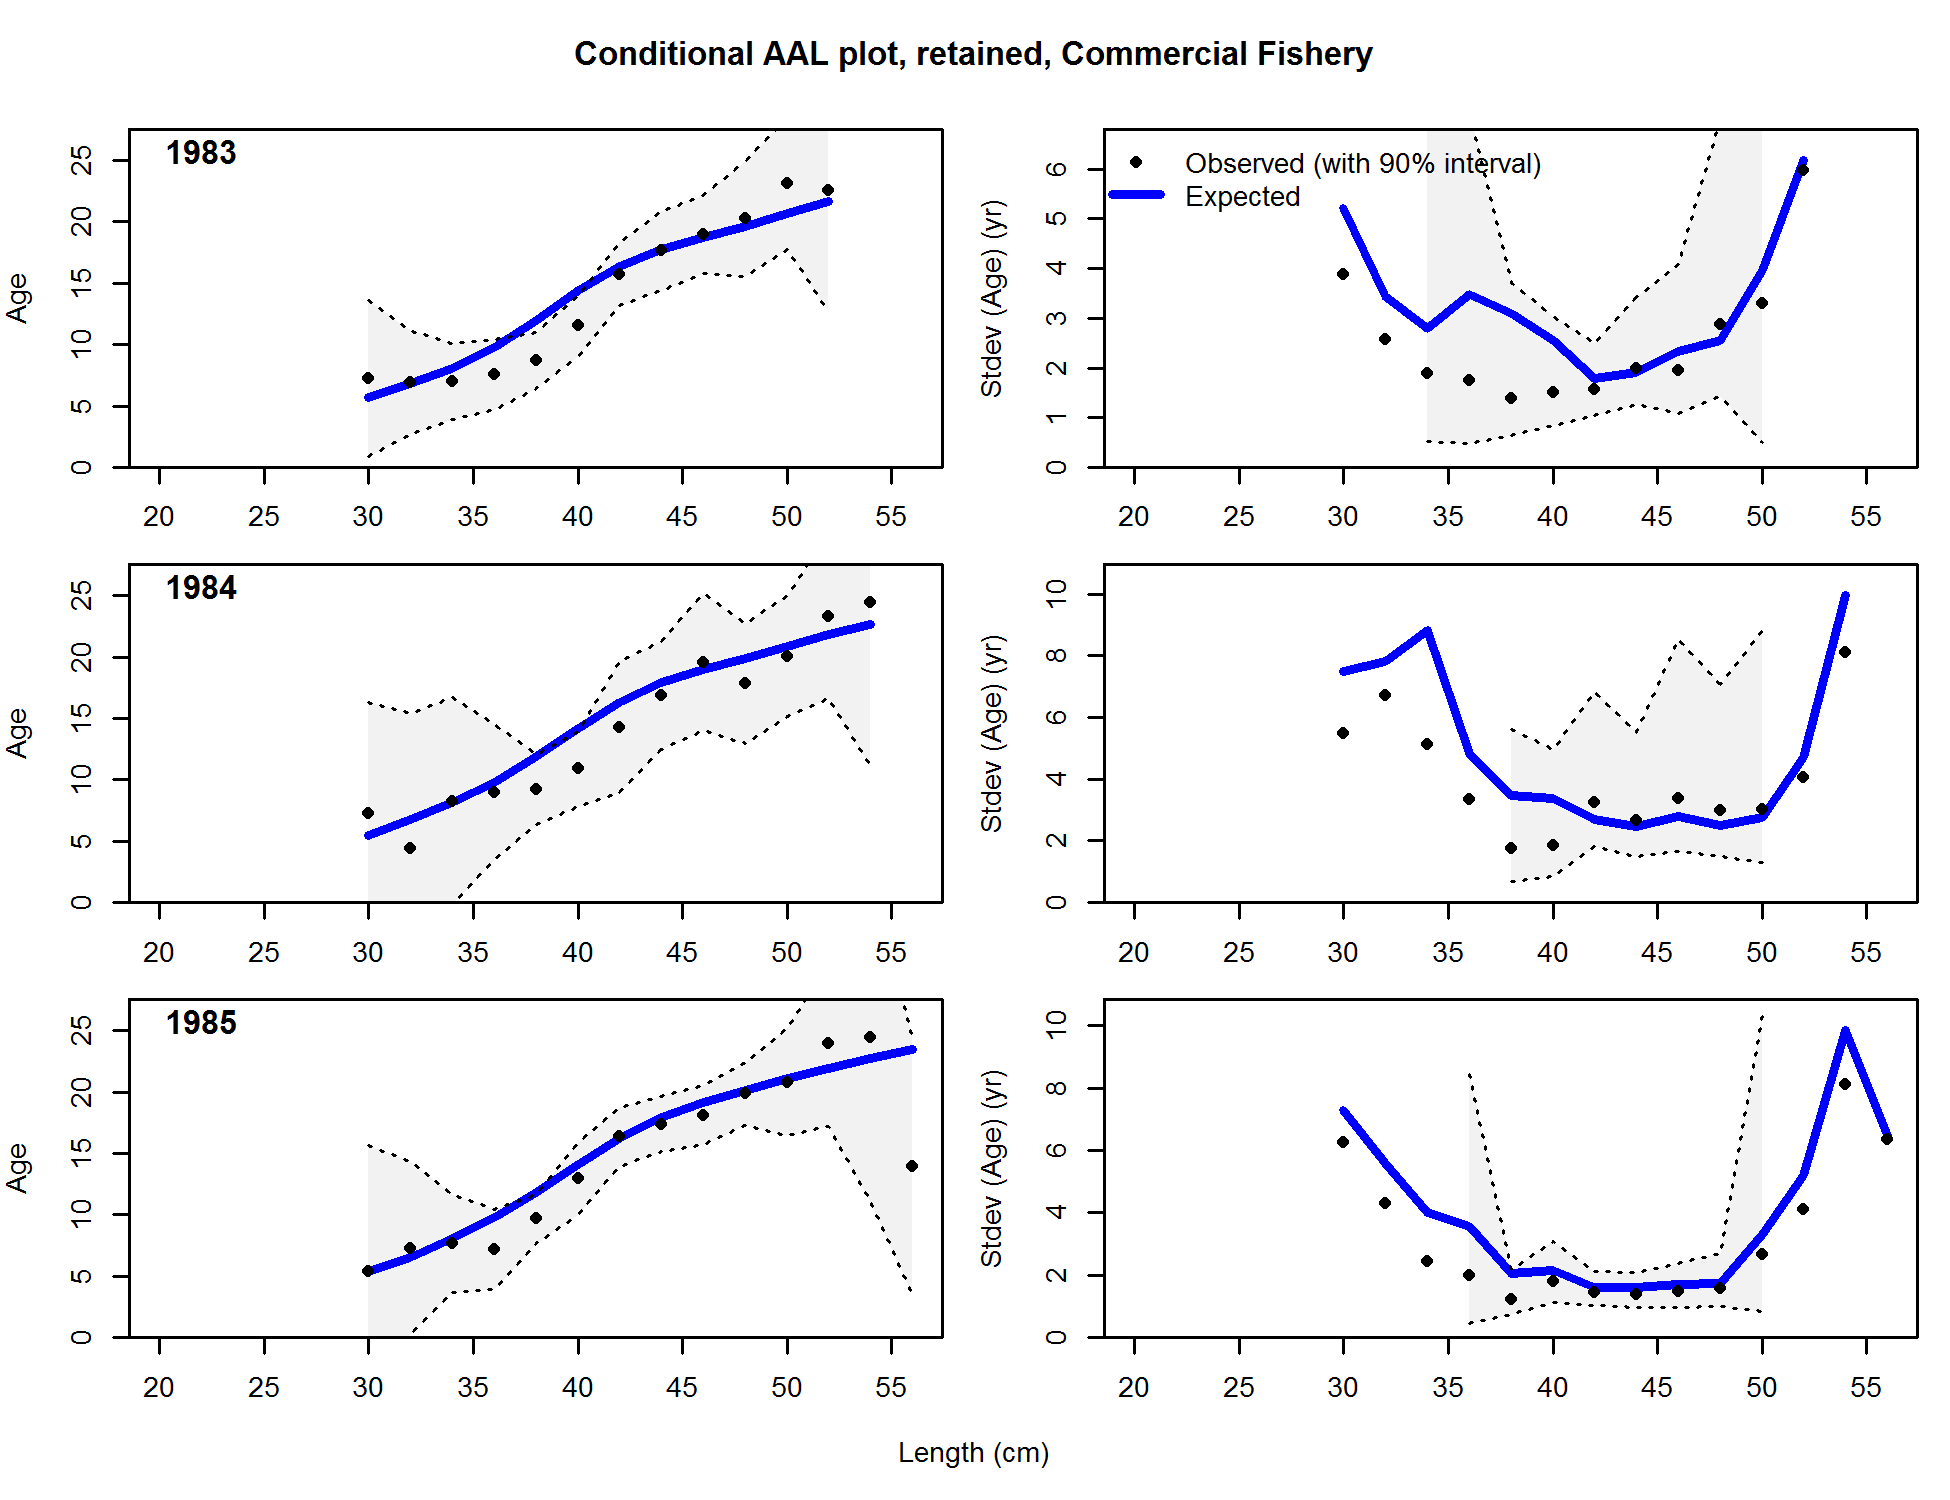 Conditional AAL plot, retained, Commercial Fishery
1983
Age
0 5 10 15 20 25
20 25 30 35 40 45 50 55
Observed (with 90% interval)
Expected
Stdev (Age) (yr)
0 1 2 3 4 5 6
20 25 30 35 40 45 50 55
1984
Age
0 5 10 15 20 25
20 25 30 35 40 45 50 55
Stdev (Age) (yr)
0 2 4 6 8 10
20 25 30 35 40 45 50 55
1985
Age
0 5 10 15 20 25
20 25 30 35 40 45 50 55
Stdev (Age) (yr)
0 2 4 6 8 10
20 25 30 35 40 45 50 55
Length (cm)